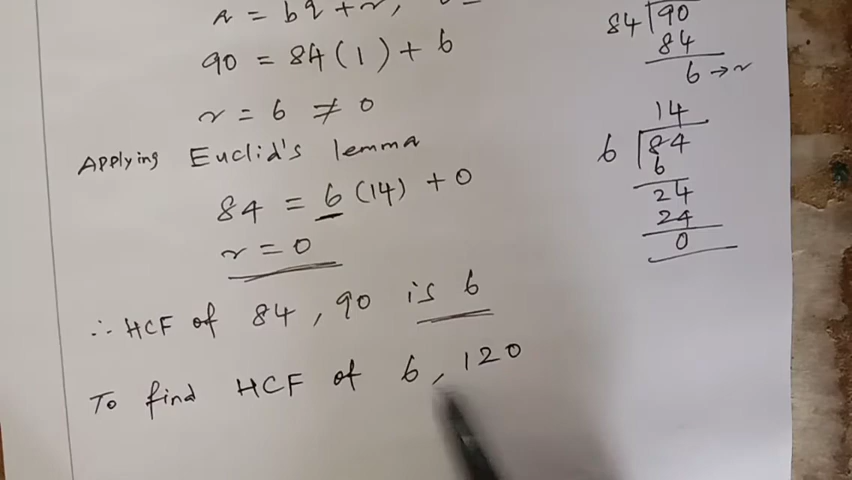 a = bq + r,
90 = 84 (1) + 6
r = 6 ≠ 0
Applying Euclid's lemma
84 = 6 (14) + 0
r = 0
∴ HCF of 84, 90 is 6
To find HCF of 6, 120
84 90
84
6 → r
14
6 84
6
24
24
0